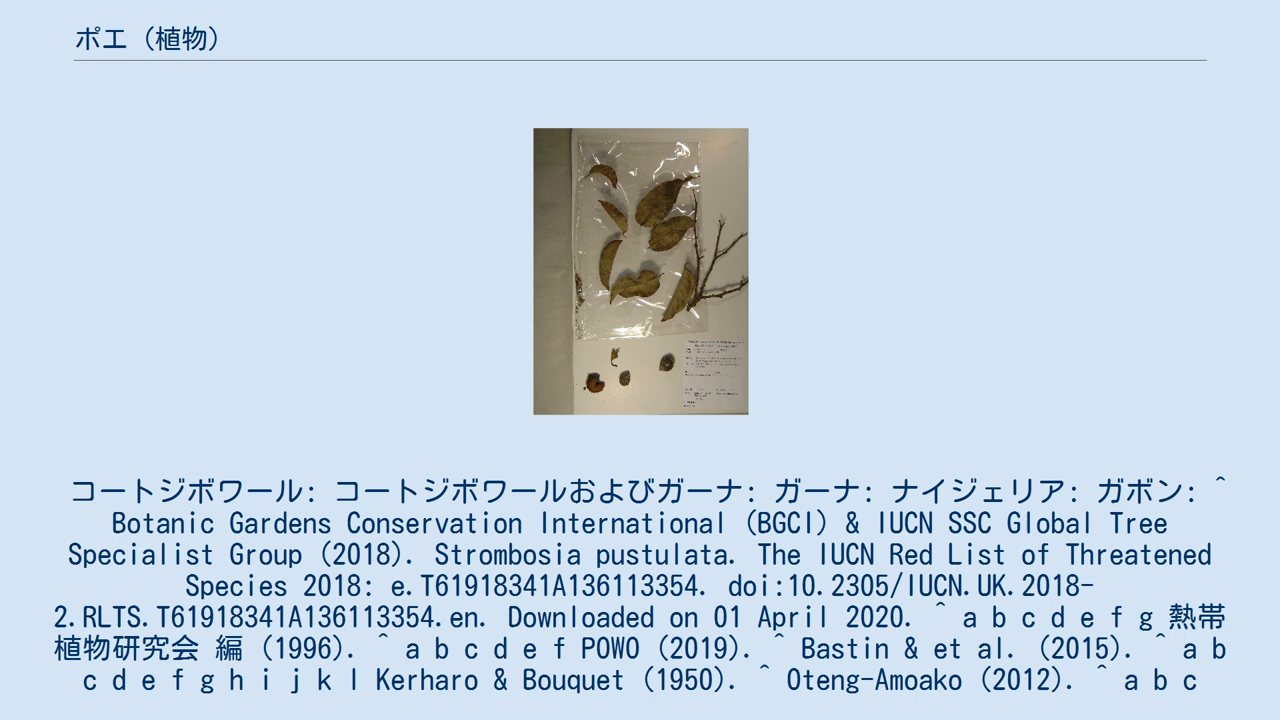 ポエ (植物)
コートジボワール: コートジボワールおよびガーナ: ガーナ: ナイジェリア: ガボン: ^
Botanic Gardens Conservation International (BGCI) & IUCN SSC Global Tree
Specialist Group (2018). Strombosia pustulata. The IUCN Red List of Threatened
Species 2018: e.T61918341A136113354. doi:10.2305/IUCN.UK.2018-
2.RLTS.T61918341A136113354.en. Downloaded on 01 April 2020. ^ a b c d e f g 熱帯
植物研究会 編 (1996). ^ a b c d e f POWO (2019). ^ Bastin & et al. (2015). ^ a b
c d e f g h i j k l Kerharo & Bouquet (1950). ^ Oteng-Amoako (2012). ^ a b c